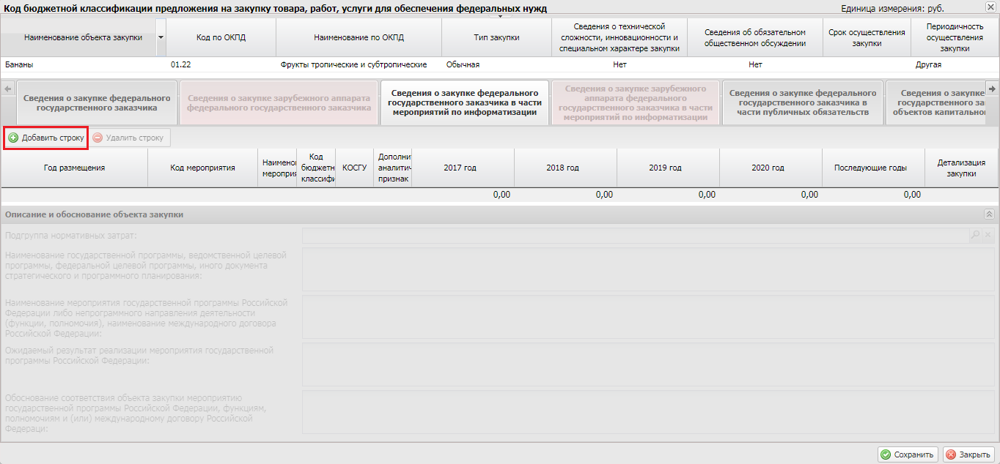 Код бюджетной классификации предложения на закупку товара, работ, услуги для обеспечения федеральных нужд
Единица измерения: руб.
Наименование объекта закупки
Код по ОКПД
Наименование по ОКПД
Тип закупки
Сведения о технической
сложности, инновационности и
специальном характере закупки
Сведения об обязательном
общественном обсуждении
Срок осуществления
закупки
Периодичность
осуществления
закупки
Бананы
01.22
Фрукты тропические и субтропические
Обычная
Нет
Нет
Другая
Сведения о закупке федерального
государственного заказчика
Сведения о закупке зарубежного аппарата
федерального государственного заказчика
Сведения о закупке федерального
государственного заказчика в части
мероприятий по информатизации
Сведения о закупке зарубежного
аппарата федерального
государственного заказчика в части
мероприятий по информатизации
Сведения о закупке федерального
государственного заказчика в
части публичных обязательств
Сведения о закупке
государственного за
объектов капитально
Добавить строку
Удалить строку
Год размещения
Код мероприятия
Наимено
меропри
Код
бюджетн
классифи
КОСГУ
Дополни
аналитич
признак
2017 год
2018 год
2019 год
2020 год
Последующие годы
Детализация
закупки
0,00
0,00
0,00
0,00
0,00
Описание и обоснование объекта закупки
Подгруппа нормативных затрат:
Наименование государственной программы, ведомственной целевой
программы, федеральной целевой программы, иного документа
стратегического и программного планирования:
Наименование мероприятия государственной программы Российской
Федерации либо непрограммного направления деятельности
(функции, полномочия), наименование международного договора
Российской Федерации:
Ожидаемый результат реализации мероприятия государственной
программы Российской Федерации:
Обоснование соответствия объекта закупки мероприятию
государственной программы Российской Федерации, функциям,
полномочиям и (или) международному договору Российской
Федераци:
Сохранить
Закрыть